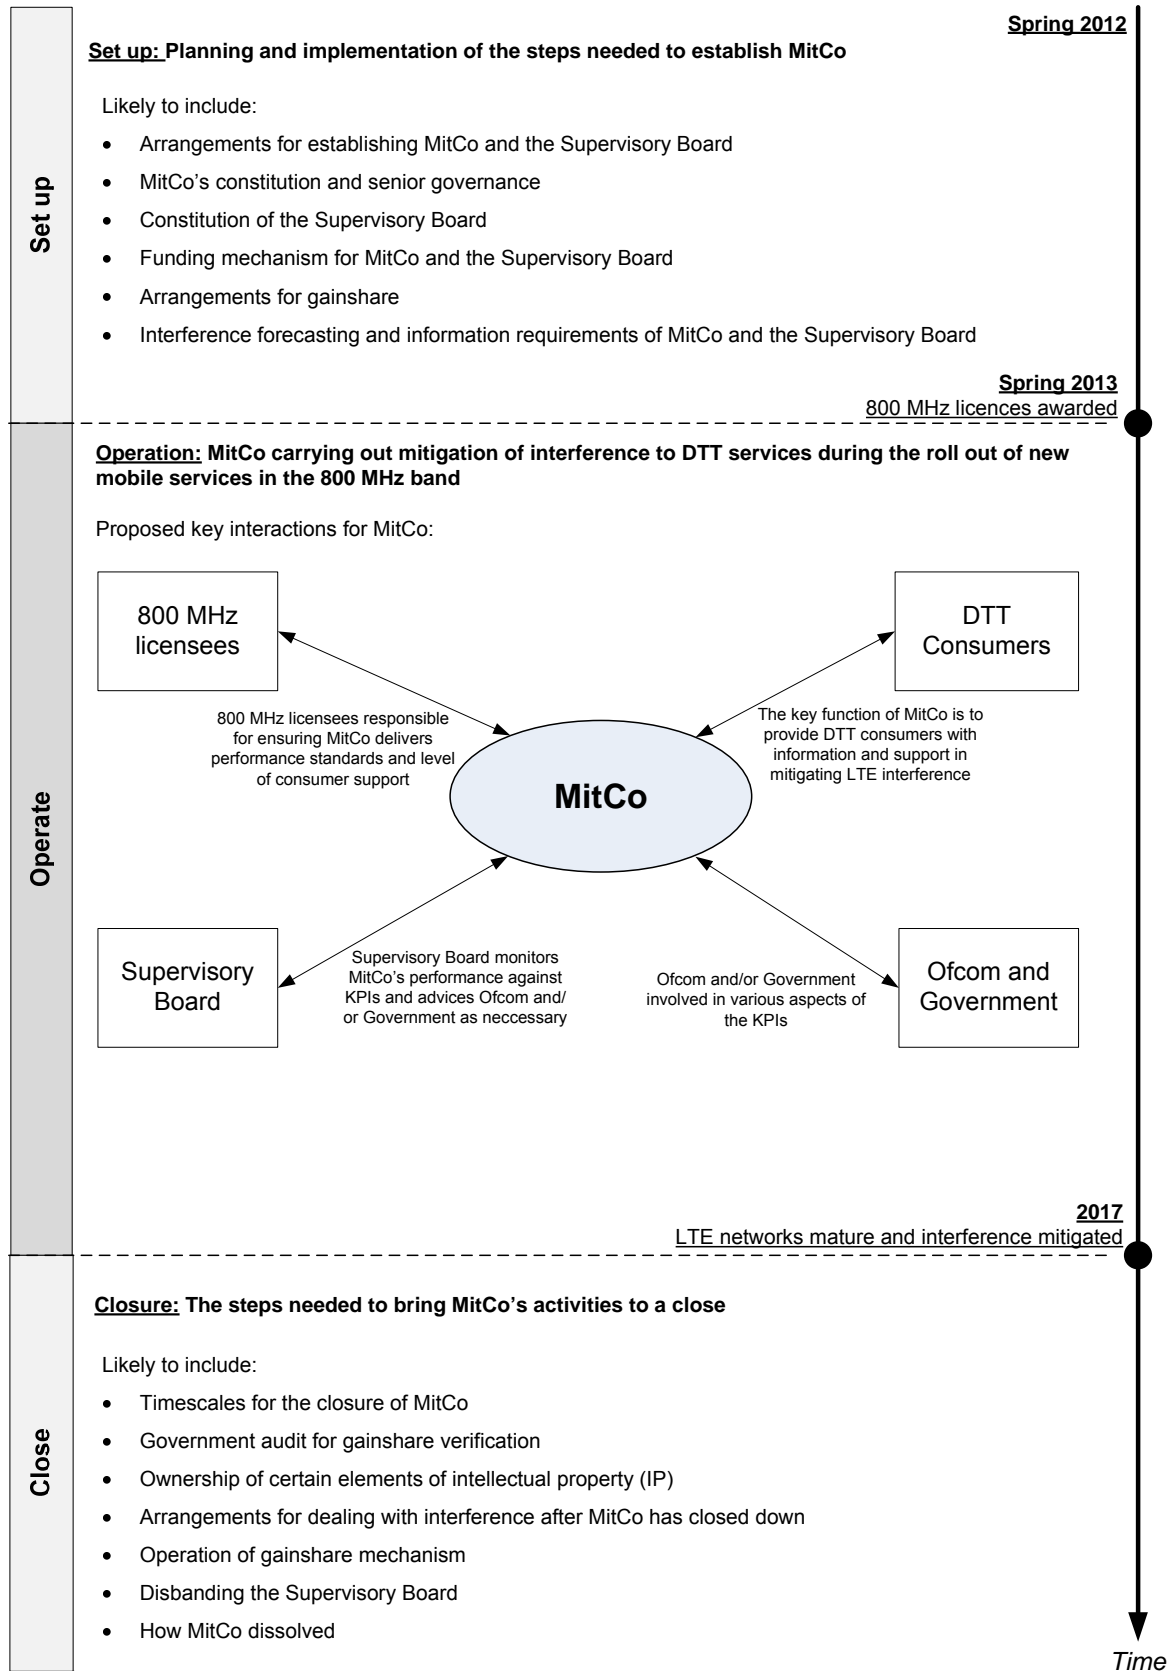 Spring 2012
Set up: Planning and implementation of the steps needed to establish MitCo
Likely to include:
• Arrangements for establishing MitCo and the Supervisory Board
• MitCo's constitution and senior governance
• Constitution of the Supervisory Board
• Funding mechanism for MitCo and the Supervisory Board
• Arrangements for gainshare
• Interference forecasting and information requirements of MitCo and the Supervisory Board
Set up
Spring 2013
800 MHz licences awarded
Operation: MitCo carrying out mitigation of interference to DTT services during the roll out of new
mobile services in the 800 MHz band
Proposed key interactions for MitCo:
800 MHz
licensees
DTT
Consumers
800 MHz licensees responsible
for ensuring MitCo delivers
performance standards and level
of consumer support
The key function of MitCo is to
provide DTT consumers with
information and support in
mitigating LTE interference
MitCo
Operate
Supervisory
Board
Supervisory Board monitors
MitCo's performance against
KPIs and advices Ofcom and/
or Government as neccessary
Ofcom and/or Government
involved in various aspects of
the KPIs
Ofcom and
Government
2017
LTE networks mature and interference mitigated
Closure: The steps needed to bring MitCo's activities to a close
Likely to include:
• Timescales for the closure of MitCo
• Government audit for gainshare verification
• Ownership of certain elements of intellectual property (IP)
• Arrangements for dealing with interference after MitCo has closed down
• Operation of gainshare mechanism
• Disbanding the Supervisory Board
• How MitCo dissolved
Close
Time